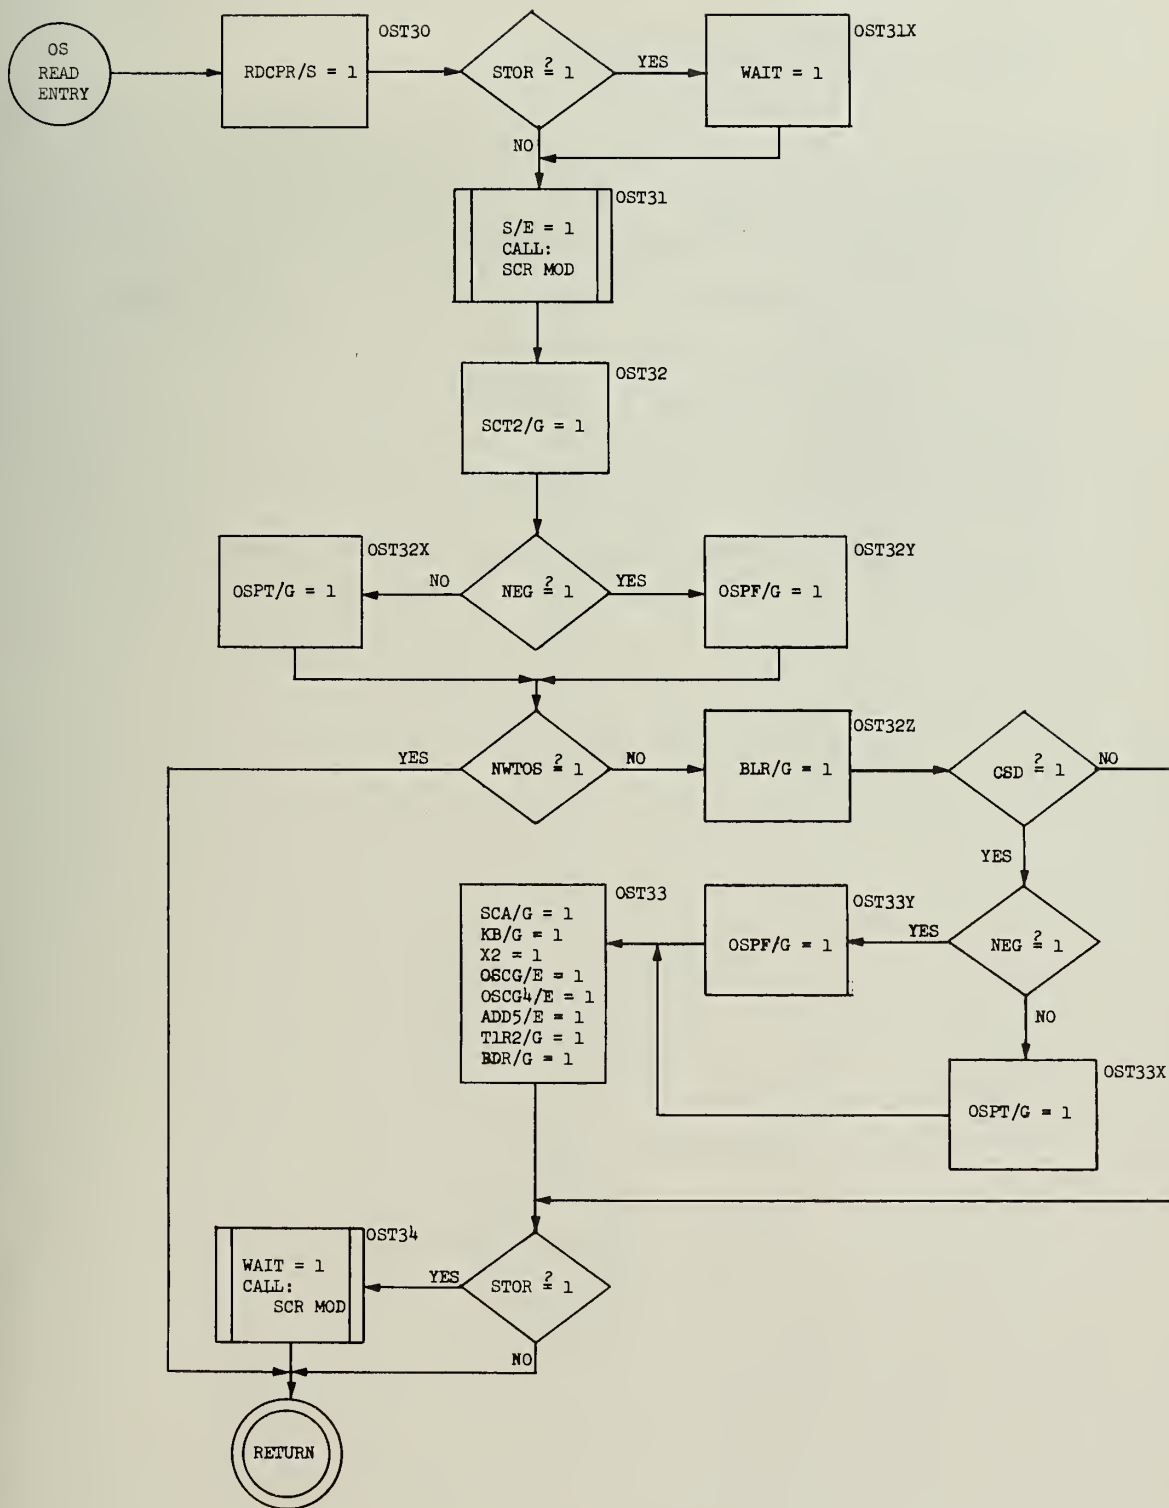 OS
READ
ENTRY
OST30
RDCPR/S = 1
STOR ?= 1
YES
OST31X
WAIT = 1
NO
OST31
S/E = 1
CALL:
SCR MOD
OST32
SCT2/G = 1
OST32X
OSPT/G = 1
NO
NEG ?= 1
YES
OST32Y
OSPF/G = 1
YES
NWTOS ?= 1
NO
OST32Z
BLR/G = 1
CSD ?= 1
NO
YES
OST33
SCA/G = 1
KB/G = 1
X2 = 1
OSCG/E = 1
OSCG4/E = 1
ADD5/E = 1
T1R2/G = 1
BDR/G = 1
OST33Y
OSPF/G = 1
YES
NEG ?= 1
NO
OST33X
OSPT/G = 1
OST34
WAIT = 1
CALL:
SCR MOD
YES
STOR ?= 1
NO
RETURN